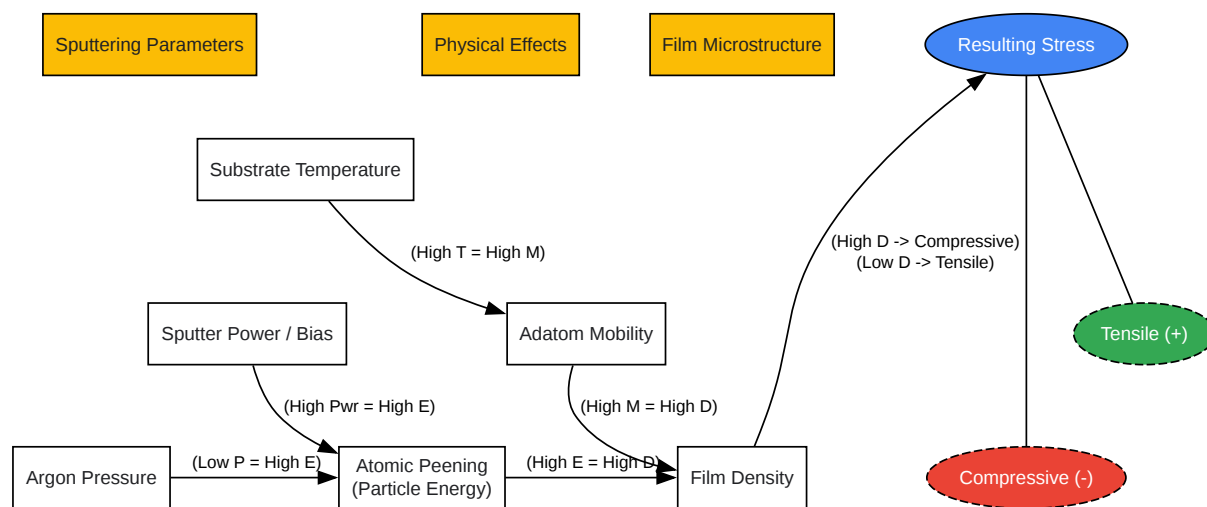 Sputtering Parameters
Physical Effects
Film Microstructure
Resulting Stress
Substrate Temperature
(High T = High M)
(High D -> Compressive)
(Low D -> Tensile)
Sputter Power / Bias
Adatom Mobility
Tensile (+)
(High Pwr = High E)
(High M = High D)
Argon Pressure
(Low P = High E)
Atomic Peening
(Particle Energy)
(High E = High D)
Film Density
Compressive (-)